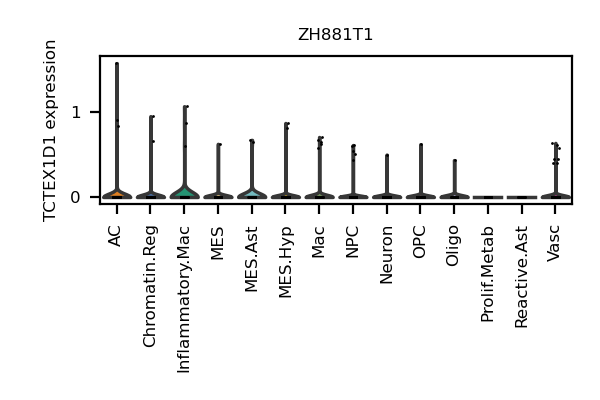 ZH881T1
TCTEX1D1 expression
1
0
AC
Chromatin.Reg
Inflammatory.Mac
MES
MES.Ast
MES.Hyp
Mac
NPC
Neuron
OPC
Oligo
Prolif.Metab
Reactive.Ast
Vasc